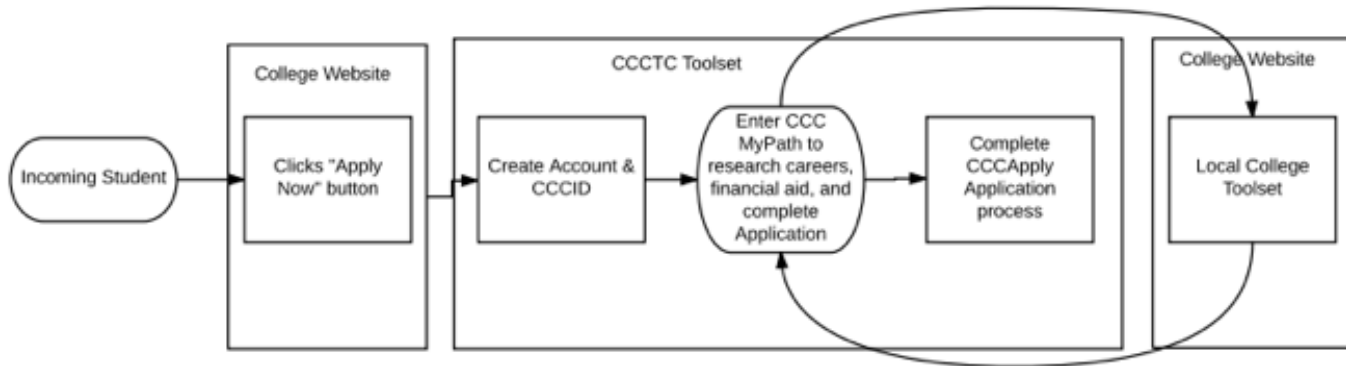 Incoming Student
College Website
Clicks "Apply
Now" button
CCCTC Toolset
Create Account &
CCCID
Enter CCC
MyPath to
research careers,
financial aid, and
complete
Application
Complete
CCCApply
Application
process
College Website
Local College
Toolset